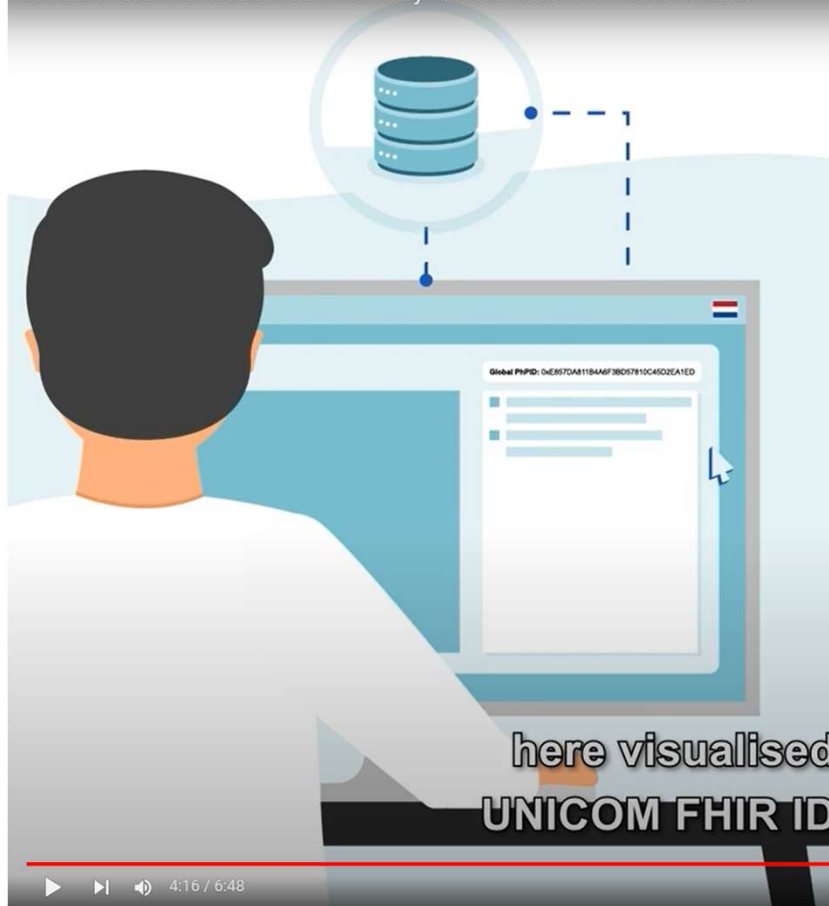 Global PhPID: 0xE857DA811B4A6F3BD57810C45D2EA1ED
here visualised
UNICOM FHIR ID
4:16 / 6:48